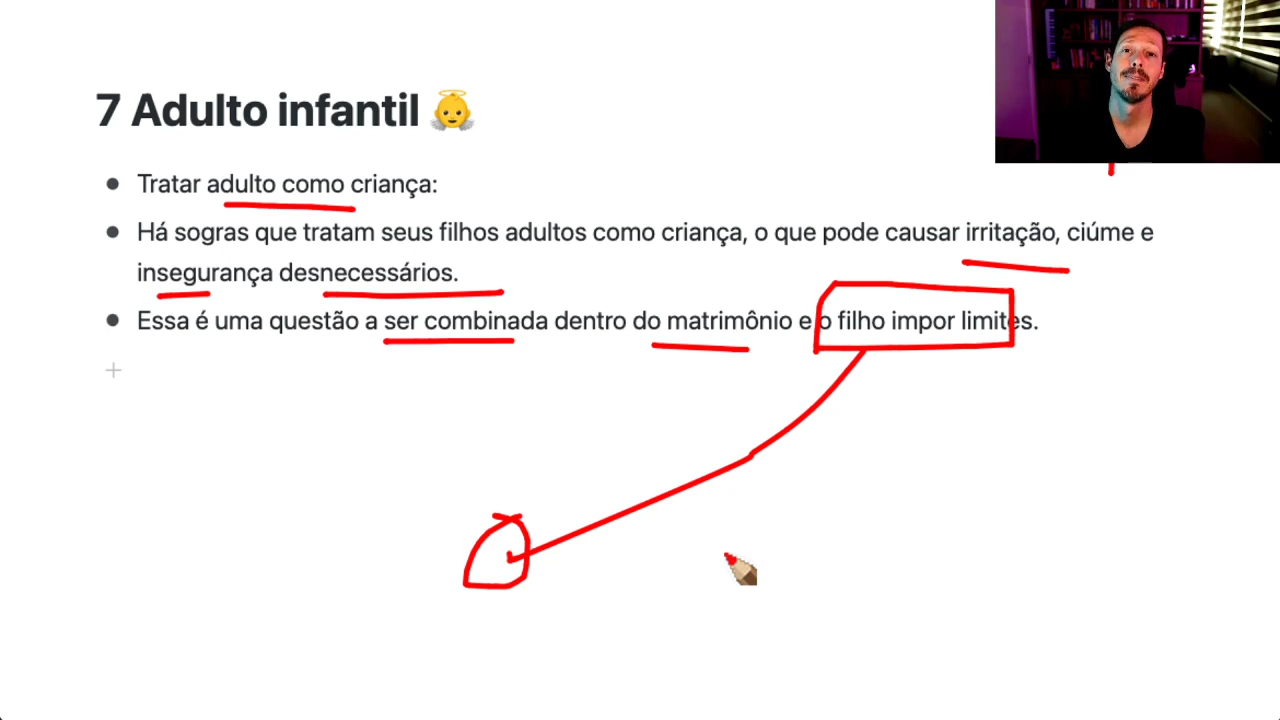 7 Adulto infantil 👼
● Tratar adulto como criança:
● Há sogras que tratam seus filhos adultos como criança, o que pode causar irritação, ciúme e
insegurança desnecessários.
● Essa é uma questão a ser combinada dentro do matrimônio e o filho impor limites.